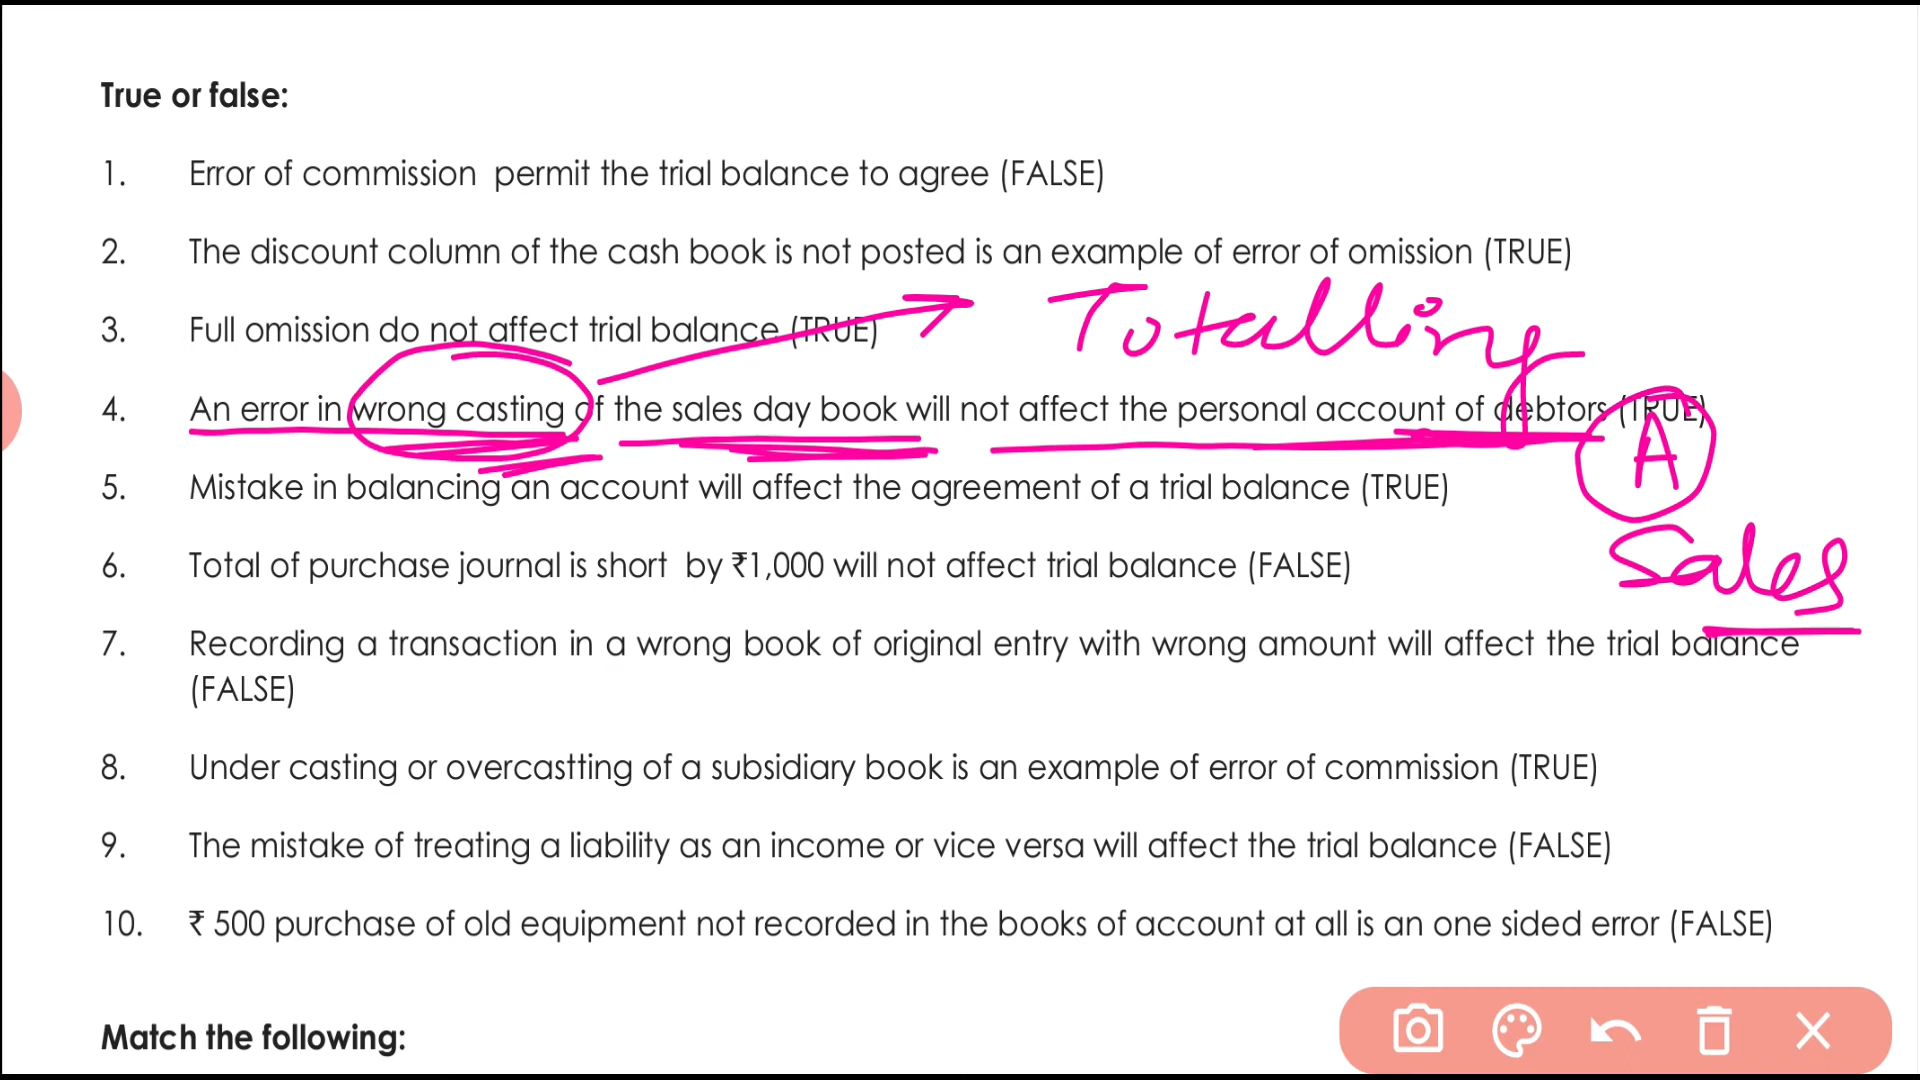 True or false:
1. Error of commission permit the trial balance to agree (FALSE)
2. The discount column of the cash book is not posted is an example of error of omission (TRUE)
Totalling
3. Full omission do not affect trial balance (TRUE)
4. An error in wrong casting of the sales day book will not affect the personal account of debtors (TRUE)
A
5. Mistake in balancing an account will affect the agreement of a trial balance (TRUE)
Sales
6. Total of purchase journal is short by ₹1,000 will not affect trial balance (FALSE)
7. Recording a transaction in a wrong book of original entry with wrong amount will affect the trial balance
(FALSE)
8. Under casting or overcastting of a subsidiary book is an example of error of commission (TRUE)
9. The mistake of treating a liability as an income or vice versa will affect the trial balance (FALSE)
10. ₹ 500 purchase of old equipment not recorded in the books of account at all is an one sided error (FALSE)
Match the following: